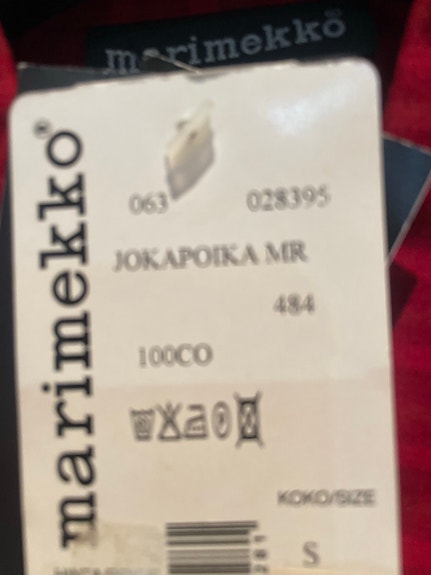 marimekko
marimekko®
063 028395
JOKAPOIKA MR
484
100CO
KOKO/SIZE
S